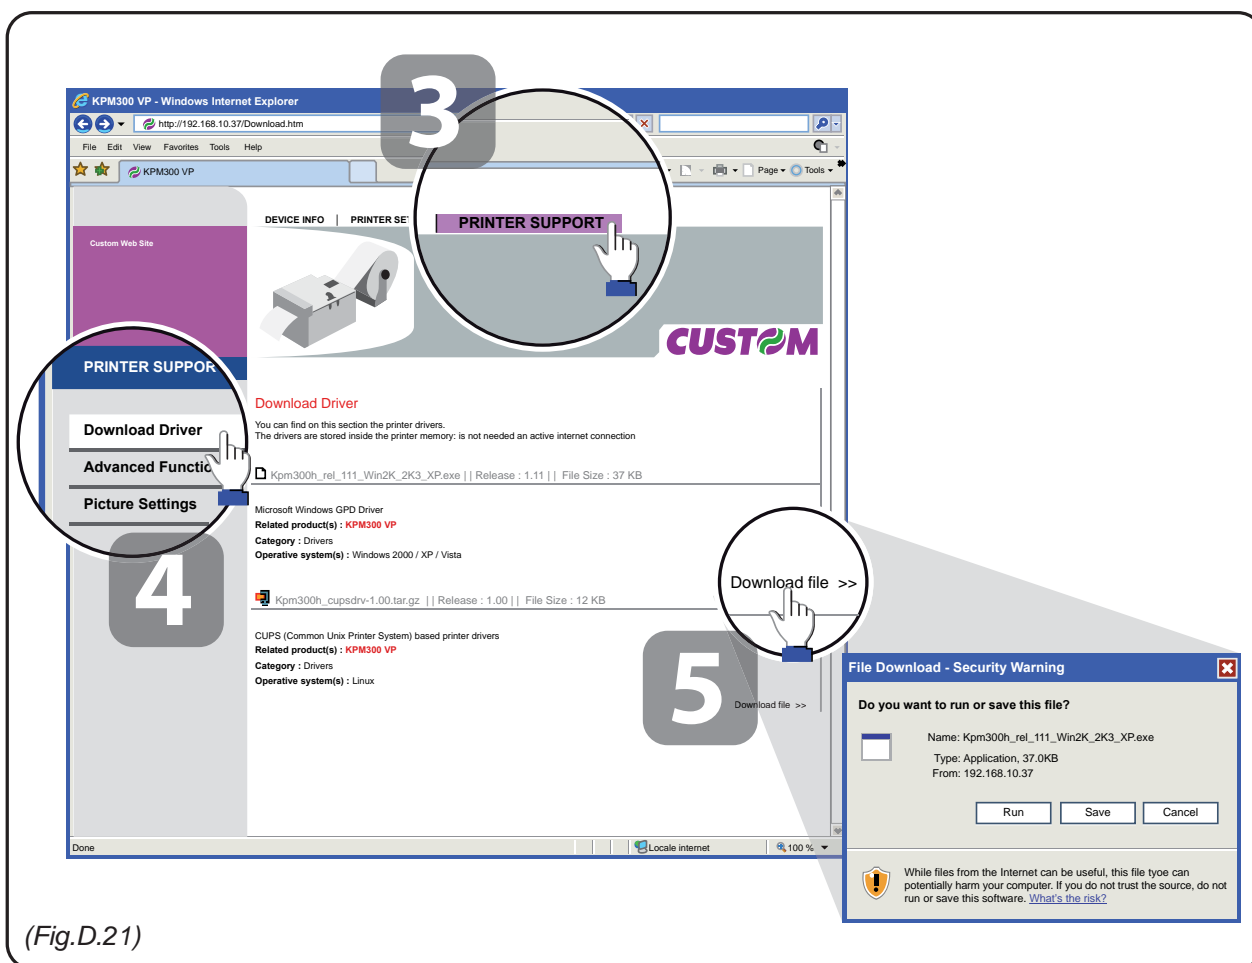 KPM300 VP - Windows Internet Explorer
3
http://192.168.10.37/Download.htm
File Edit View Favorites Tools Help
KPM300 VP
Page Tools
DEVICE INFO | PRINTER SE
PRINTER SUPPORT
Custom Web Site
CUSTOM
PRINTER SUPPOR
Download Driver
Advanced Functio
Picture Settings
4
Download Driver
You can find on this section the printer drivers.
The drivers are stored inside the printer memory: is not needed an active internet connection
Kpm300h_rel_111_Win2K_2K3_XP.exe | | Release : 1.11 | | File Size : 37 KB
Microsoft Windows GPD Driver
Related product(s) : KPM300 VP
Category : Drivers
Operative system(s) : Windows 2000 / XP / Vista
Download file >>
Kpm300h_cupsdrv-1.00.tar.gz | | Release : 1.00 | | File Size : 12 KB
CUPS (Common Unix Printer System) based printer drivers
Related product(s) : KPM300 VP
Category : Drivers
Operative system(s) : Linux
5
Download file >>
Done
Locale internet
100 %
File Download - Security Warning
Do you want to run or save this file?
Name: Kpm300h_rel_111_Win2K_2K3_XP.exe
Type: Application, 37.0KB
From: 192.168.10.37
Run Save Cancel
While files from the Internet can be useful, this file tyoe can
potentially harm your computer. If you do not trust the source, do not
run or save this software. What's the risk?
(Fig.D.21)